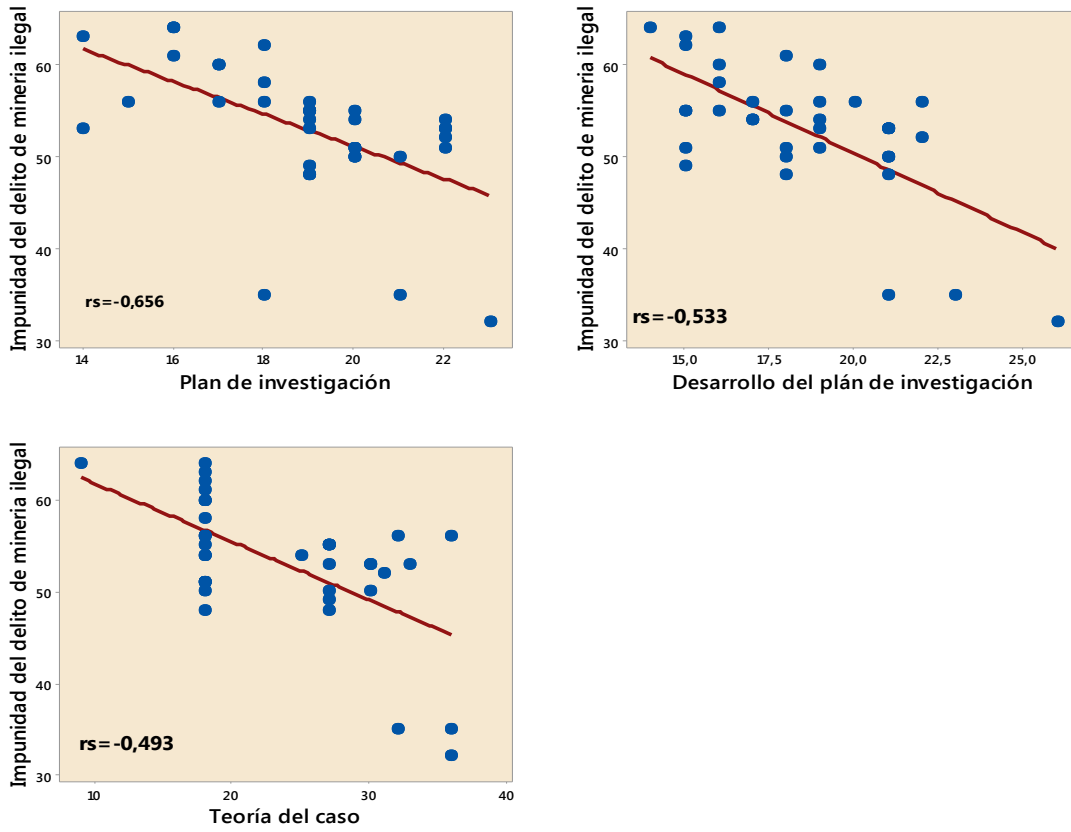 Impunidad del delito de mineria ilegal
60
50
40
30
rs=-0,656
14 16 18 20 22
Plan de investigación
Impunidad del delito de mineria ilegal
60
50
40
30
rs=-0,533
15,0 17,5 20,0 22,5 25,0
Desarrollo del plán de investigación
Impunidad del delito de mineria ilegal
60
50
40
30
rs=-0,493
10 20 30 40
Teoría del caso